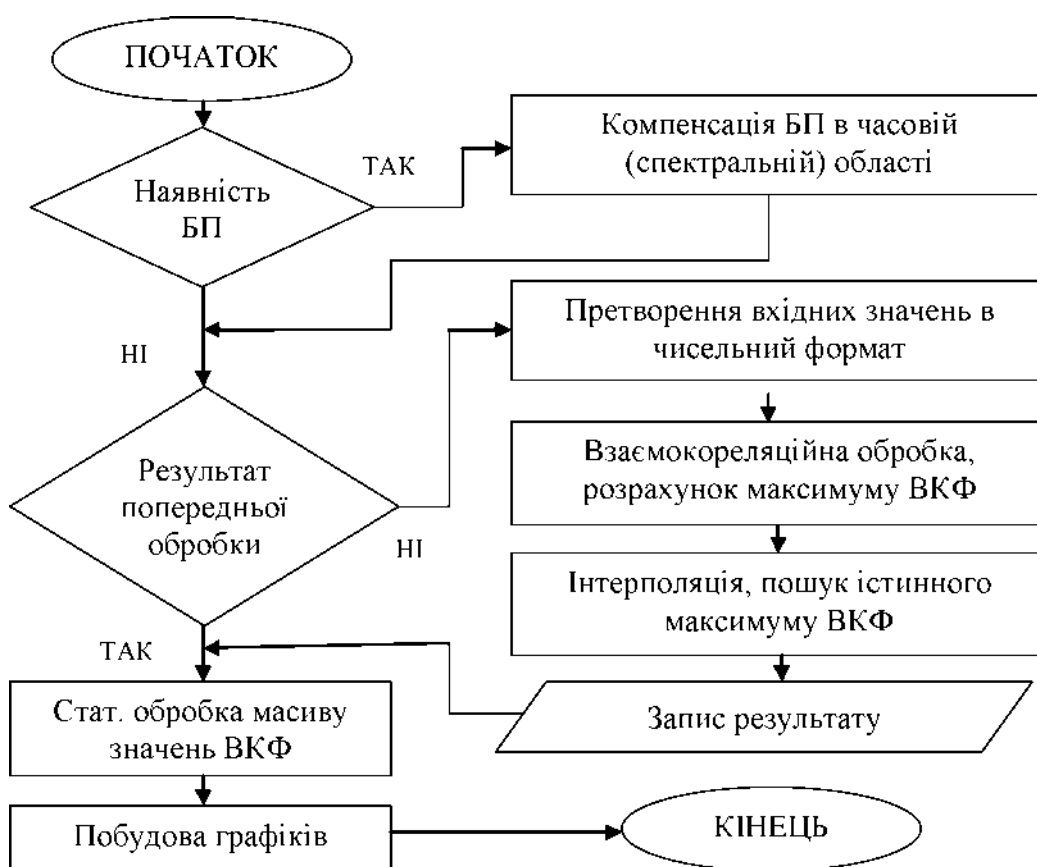 ПОЧАТОК
Наявність
БП
ТАК
Компенсація БП в часовій
(спектральній) області
НІ
Претворення вхідних значень в
чисельний формат
Результат
попередньої
обробки
НІ
Взаємокореляційна обробка,
розрахунок максимуму ВКФ
Інтерполяція, пошук істинного
максимуму ВКФ
ТАК
Запис результату
Стат. обробка масиву
значень ВКФ
Побудова графіків
КІНЕЦЬ